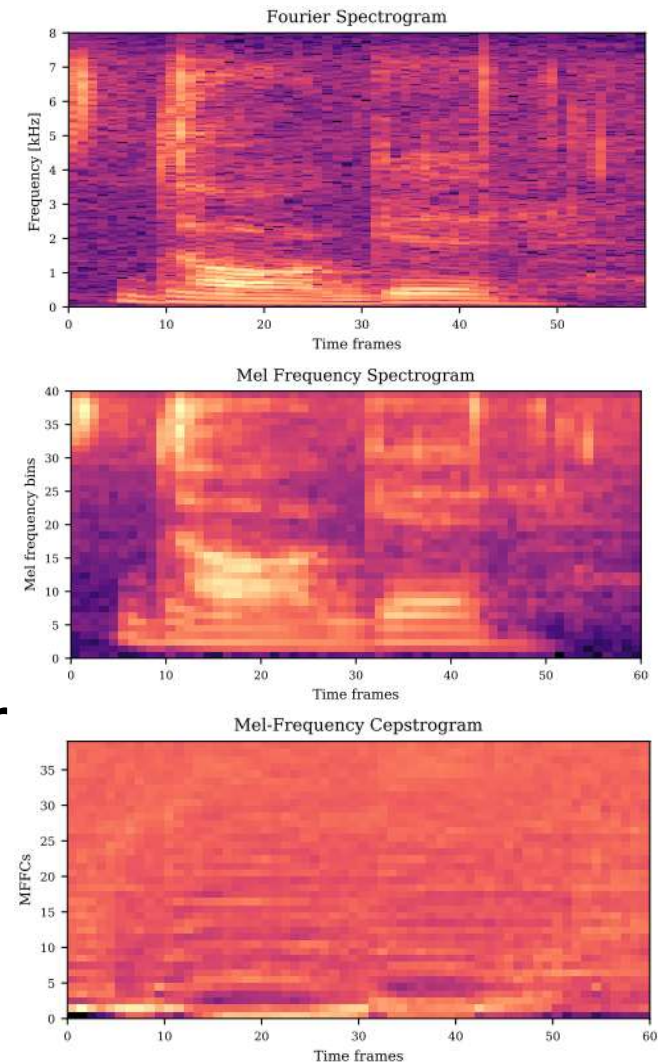 Fourier Spectrogram
8
7
6
5
4
3
2
1
0
Frequency [kHz]
0 10 20 30 40 50
Time frames
Mel Frequency Spectrogram
40
35
30
25
20
15
10
5
0
Mel frequency bins
0 10 20 30 40 50 60
Time frames
Mel-Frequency Cepstrogram
35
30
25
20
15
10
5
0
MFFCs
0 10 20 30 40 50 60
Time frames